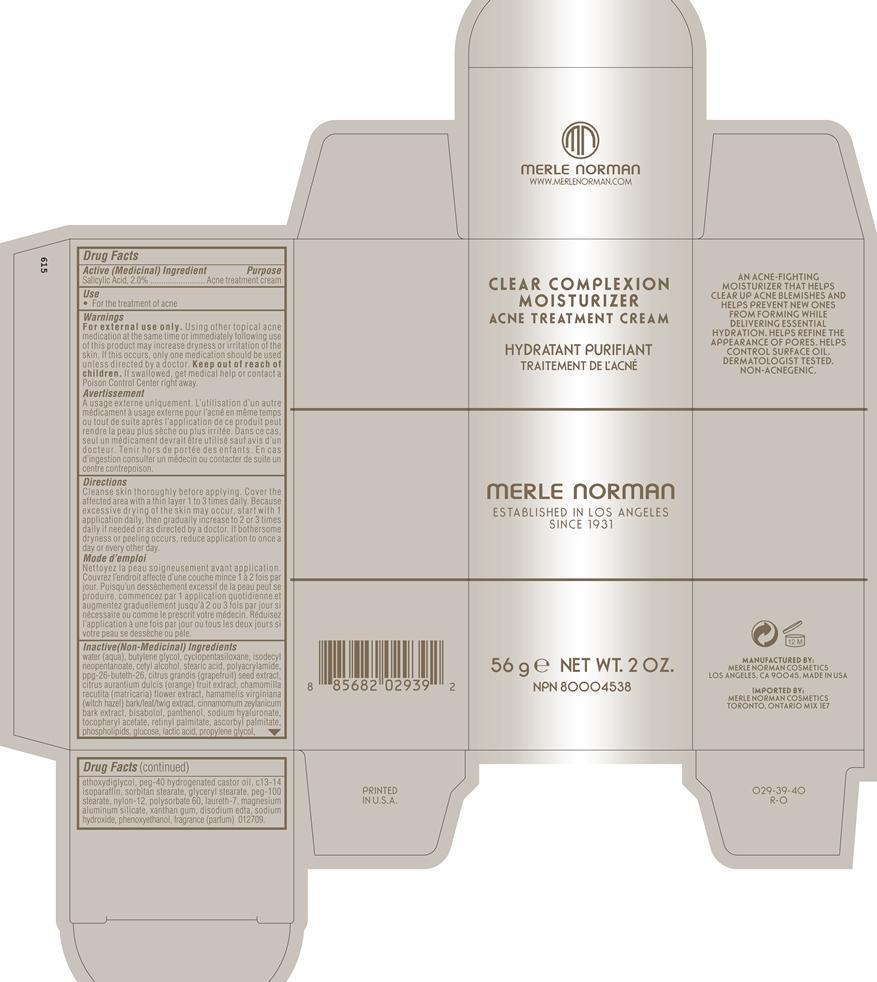 MERLE NORMAN
WWW.MERLENORMAN.COM
615
Drug Facts
Active (Medicinal) Ingredient Purpose
Salicylic Acid, 2.0% ........................ Acne treatment cream
Use
• For the treatment of acne
Warnings
For external use only. Using other topical acne
medication at the same time or immediately following use
of this product may increase dryness or irritation of the
skin. If this occurs, only one medication should be used
unless directed by a doctor. Keep out of reach of
children. If swallowed, get medical help or contact a
Poison Control Center right away.
Avertissement
A usage externe uniquement. L'utilisation d'un autre
médicament à usage externe pour l'acné en même temps
ou tout de suite après l'application de ce produit peut
rendre la peau plus sèche ou plus irritée. Dans ce cas,
seul un médicament devrait être utilisé sauf avis d'un
docteur. Tenir hors de portée des enfants. En cas
d'ingestion consulter un médecin ou contacter de suite un
centre contrepoison.
Directions
Cleanse skin thoroughly before applying. Cover the
affected area with a thin layer 1 to 3 times daily. Because
excessive drying of the skin may occur, start with 1
application daily, then gradually increase to 2 or 3 times
daily if needed or as directed by a doctor. If bothersome
dryness or peeling occurs, reduce application to once a
day or every other day.
Mode d'emploi
Nettoyez la peau soigneusement avant application.
Couvrez l'endroit affecté d'une couche mince 1 à 2 fois par
jour. Puisqu'un dessèchement excessif de la peau peut se
produire, commencez par 1 application quotidienne et
augmentez graduellement jusqu'à 2 ou 3 fois par jour si
nécessaire ou comme le prescrit votre médecin. Réduisez
l'application à une fois par jour ou tous les deux jours si
votre peau se dessèche ou pèle.
Inactive(Non-Medicinal) Ingredients
water (aqua), butylene glycol, cyclopentasiloxane, isodecyl
neopentanoate, cetyl alcohol, stearic acid, polyacrylamide,
ppg-26-buteth-26, citrus grandis (grapefruit) seed extract,
citrus aurantium dulcis (orange) fruit extract, chamomilla
recutita (matricaria) flower extract, hamamelis virginiana
(witch hazel) bark/leaf/twig extract, cinnamomum zeylanicum
bark extract, bisabolol, panthenol, sodium hyaluronate,
tocopheryl acetate, retinyl palmitate, ascorbyl palmitate,
phospholipids, glucose, lactic acid, propylene glycol,
Drug Facts (continued)
ethoxydiglycol, peg-40 hydrogenated castor oil, c13-14
isoparaffin, sorbitan stearate, glyceryl stearate, peg-100
stearate, nylon-12, polysorbate 60, laureth-7, magnesium
aluminum silicate, xanthan gum, disodium edta, sodium
hydroxide, phenoxyethanol, fragrance (parfum) 012709.
8 85682 02939 2
PRINTED
IN U.S.A.
CLEAR COMPLEXION
MOISTURIZER
ACNE TREATMENT CREAM
HYDRATANT PURIFIANT
TRAITEMENT DE L'ACNÉ
MERLE NORMAN
ESTABLISHED IN LOS ANGELES
SINCE 1931
56 g ℮ NET WT. 2 OZ.
NPN 80004538
AN ACNE-FIGHTING
MOISTURIZER THAT HELPS
CLEAR UP ACNE BLEMISHES AND
HELPS PREVENT NEW ONES
FROM FORMING WHILE
DELIVERING ESSENTIAL
HYDRATION. HELPS REFINE THE
APPEARANCE OF PORES. HELPS
CONTROL SURFACE OIL.
DERMATOLOGIST TESTED.
NON-ACNEGENIC.
12 M
MANUFACTURED BY:
MERLE NORMAN COSMETICS
LOS ANGELES, CA 90045, MADE IN USA
IMPORTED BY:
MERLE NORMAN COSMETICS
TORONTO, ONTARIO M1X 1E7
029-39-40
R-0